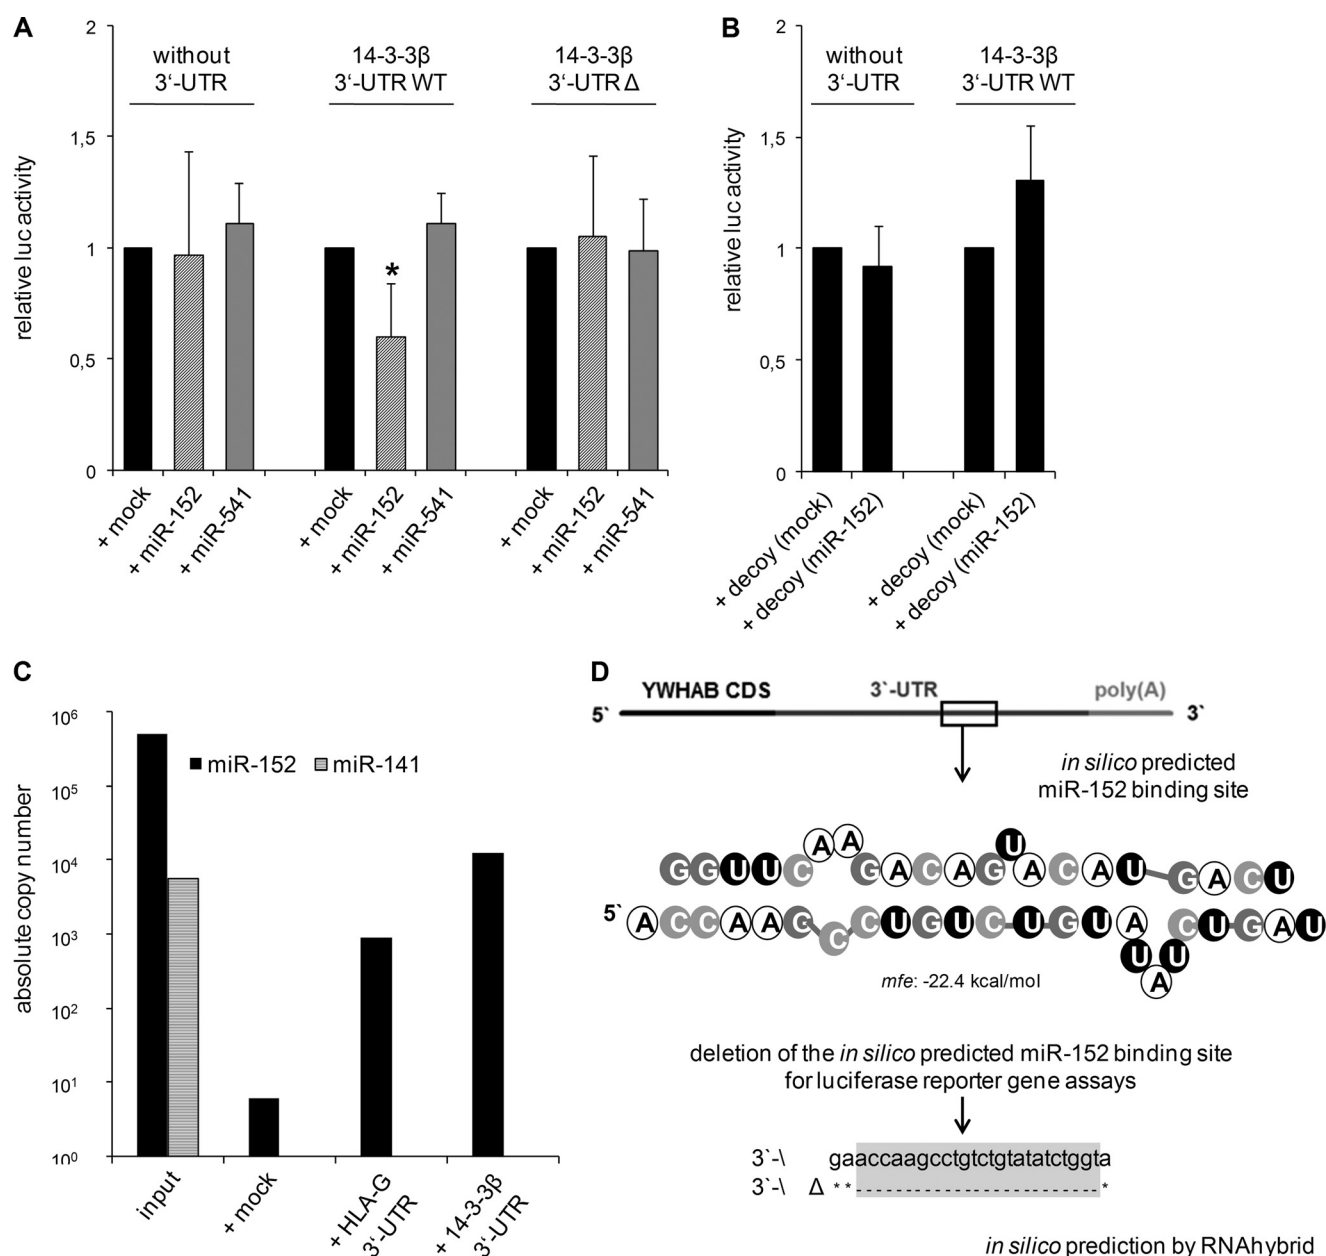 A
2
1,5
1
0,5
0
relative luc activity
without
3‘-UTR
14-3-3β
3‘-UTR WT
14-3-3β
3‘-UTR Δ
*
+ mock
+ miR-152
+ miR-541
+ mock
+ miR-152
+ miR-541
+ mock
+ miR-152
+ miR-541
B
2
1,5
1
0,5
0
relative luc activity
without
3‘-UTR
14-3-3β
3‘-UTR WT
+ decoy (mock)
+ decoy (miR-152)
+ decoy (mock)
+ decoy (miR-152)
C
10⁶
10⁵
10⁴
10³
10²
10¹
10⁰
absolute copy number
miR-152 miR-141
input
+ mock
+ HLA-G
3‘-UTR
+ 14-3-3β
3‘-UTR
D
YWHAB CDS 3`-UTR poly(A)
5` 3`
in silico predicted
miR-152 binding site
GGUUCAAGACAGUACAUGACU
5` ACCAAGCCUGUCUGUAUAUCUGAU
mfe: -22.4 kcal/mol
deletion of the in silico predicted miR-152 binding site
for luciferase reporter gene assays
3`-\ gaaccaagcctgtctgtatatctggta
3`-\ Δ **------------------------*
in silico prediction by RNAhybrid